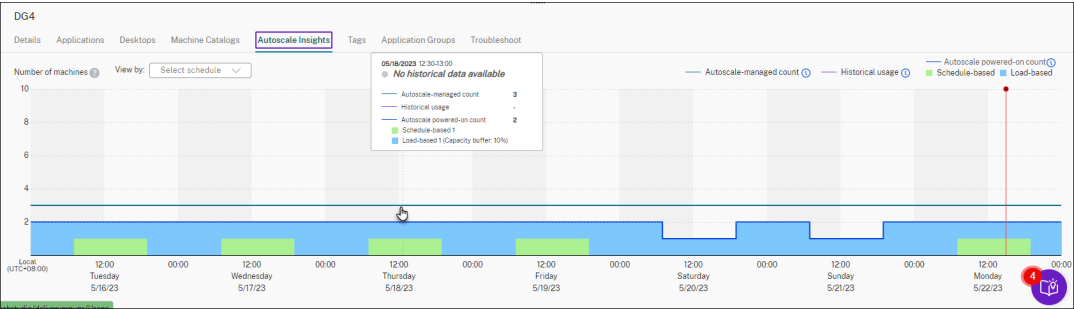 DG4
Details Applications Desktops Machine Catalogs Autoscale Insights Tags Application Groups Troubleshoot
Number of machines View by: Select schedule
05/18/2023 12:30-13:00
No historical data available
Autoscale-managed count 3
Historical usage -
Autoscale powered-on count 2
Schedule-based 1
Load-based 1 (Capacity buffer: 10%)
Autoscale-managed count Historical usage Autoscale powered-on count
Schedule-based Load-based
10
8
6
4
2
Local
(UTC+08:00)
12:00 00:00 12:00 00:00 12:00 00:00 12:00 00:00 12:00 00:00 12:00 00:00 12:00 00:00
Tuesday Wednesday Thursday Friday Saturday Sunday Monday
5/16/23 5/17/23 5/18/23 5/19/23 5/20/23 5/21/23 5/22/23
4